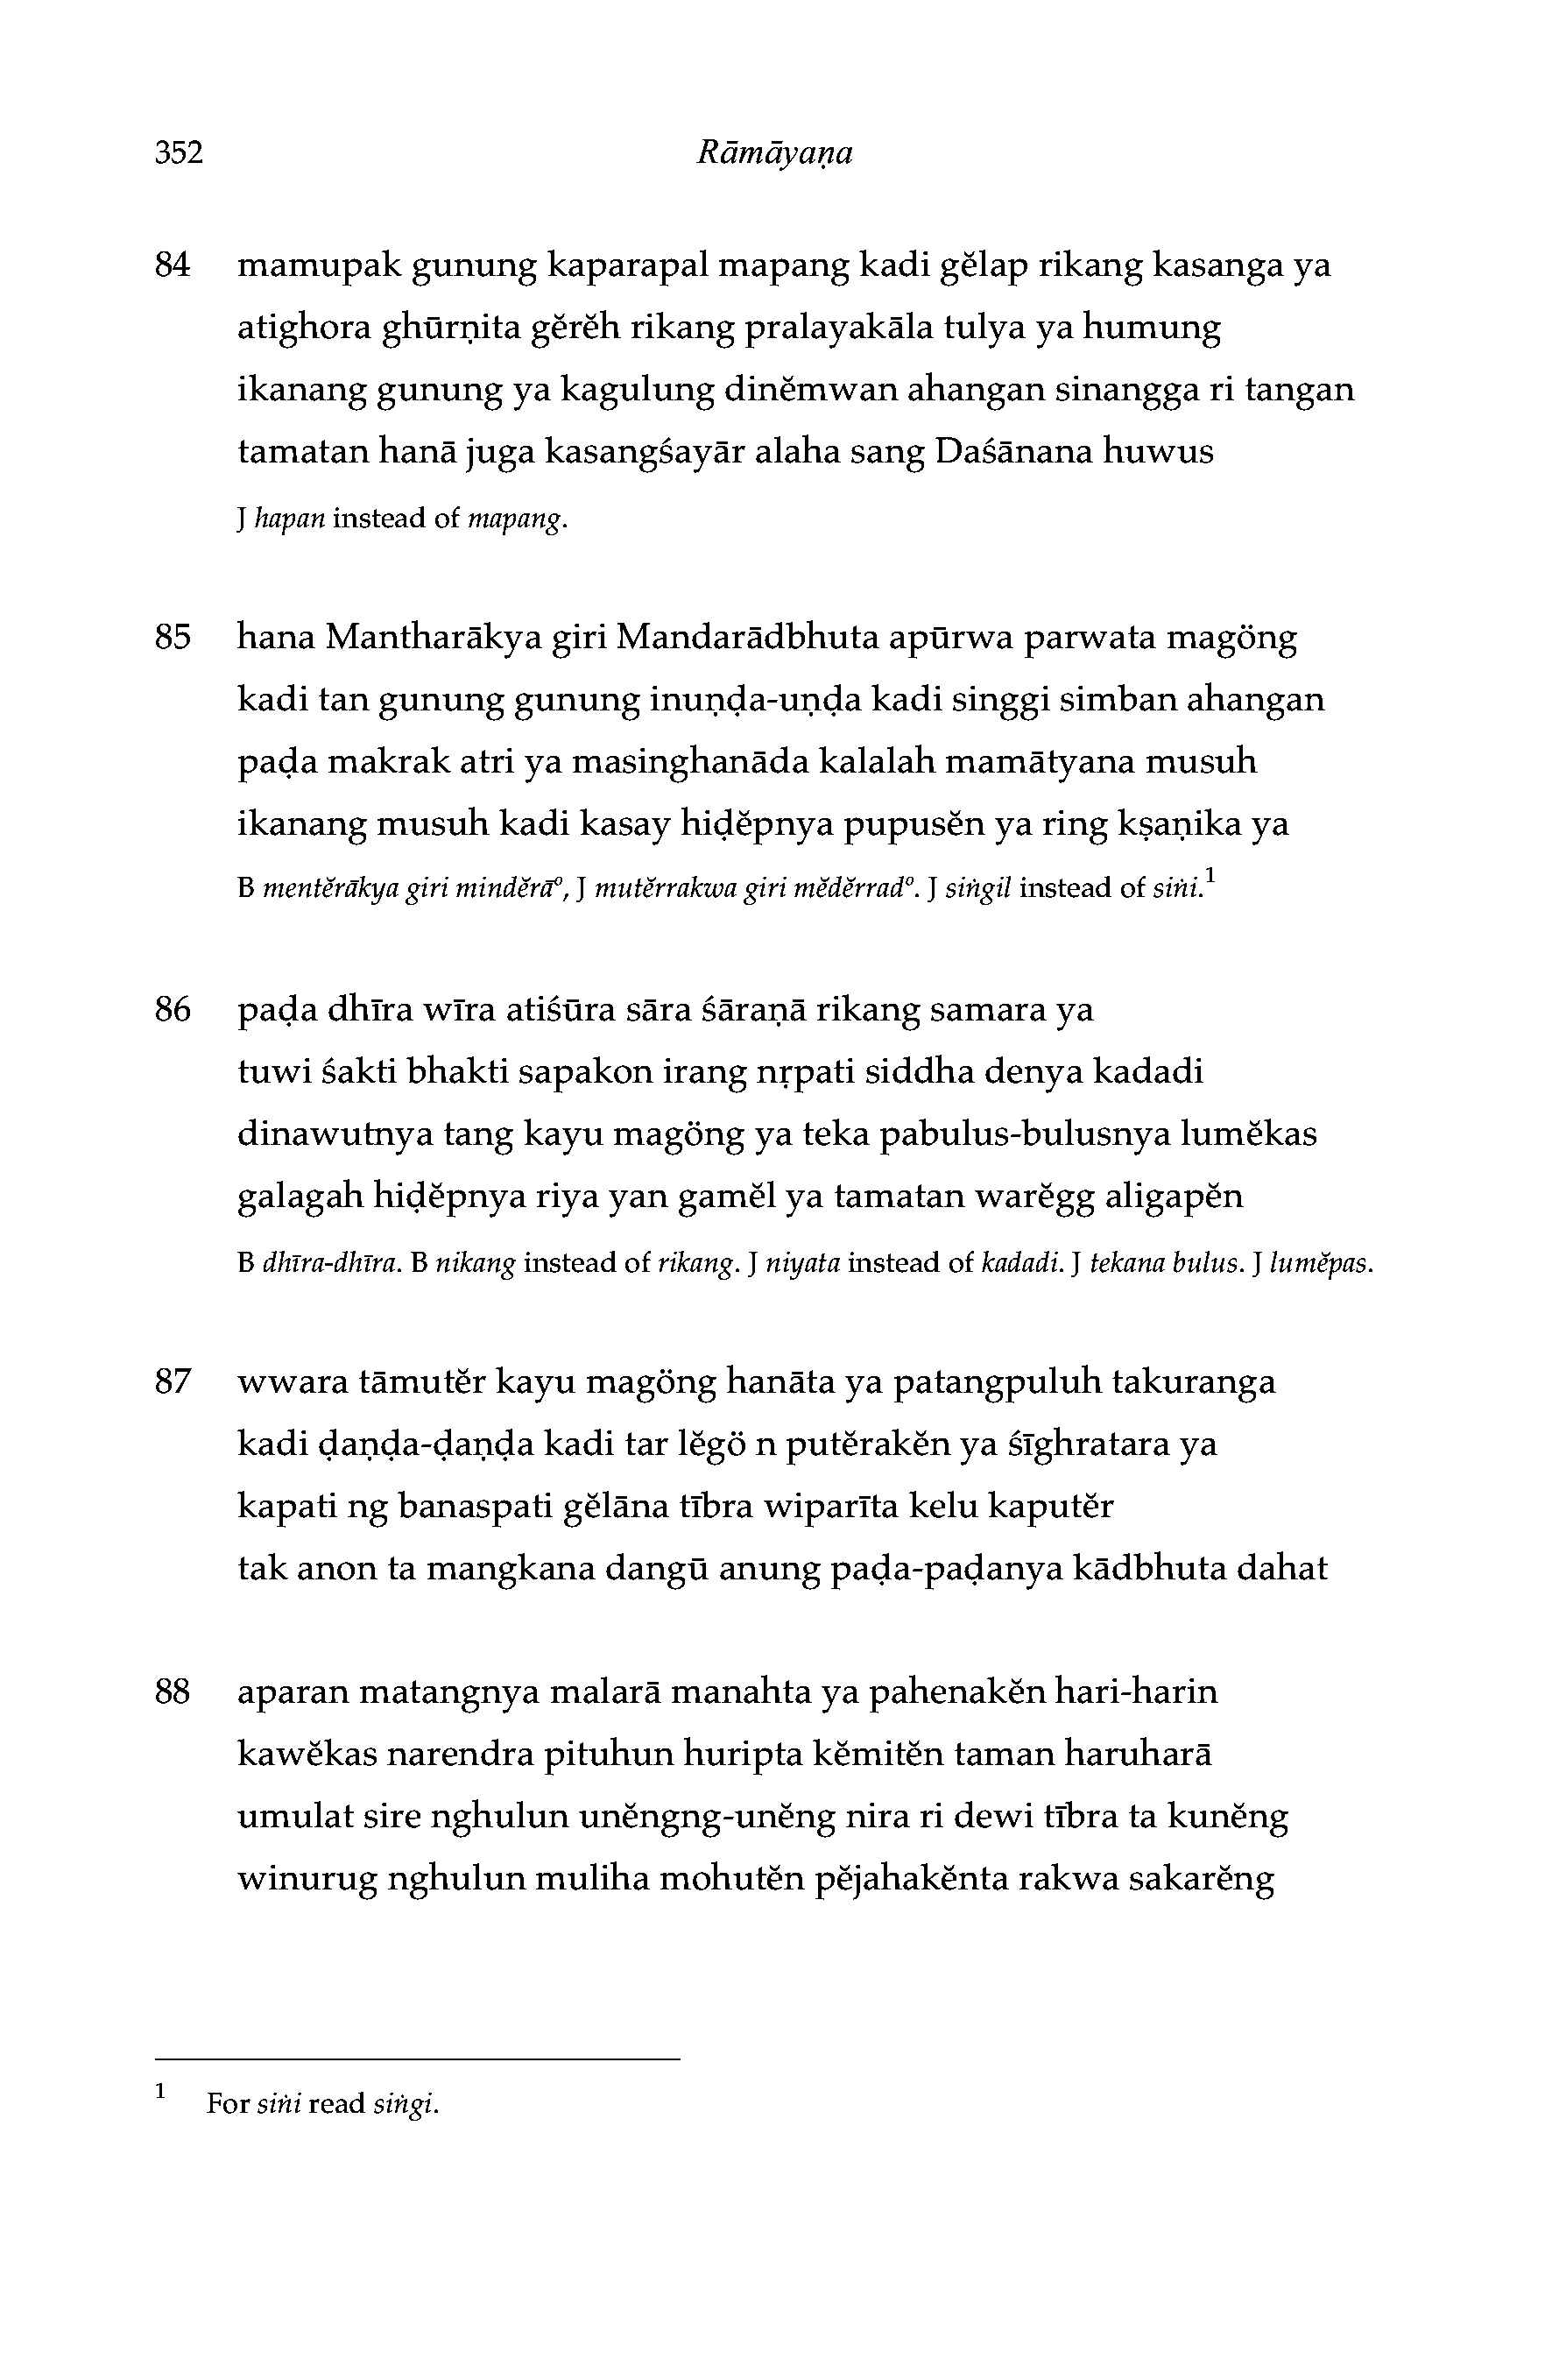 352 Rāmāyaṇa
84 mamupak gunung kaparapal mapang kadi gĕlap rikang kasanga ya
atighora ghūrṇita gĕrĕh rikang pralayakāla tulya ya humung
ikanang gunung ya kagulung dinĕmwan ahangan sinangga ri tangan
tamatan hanā juga kasangśayār alaha sang Daśānana huwus
J hapan instead of mapang.
85 hana Mantharākya giri Mandarādbhuta apūrwa parwata magöng
kadi tan gunung gunung inuṇḍa-uṇḍa kadi singgi simban ahangan
paḍa makrak atri ya masinghanāda kalalah mamātyana musuh
ikanang musuh kadi kasay hiḍĕpnya pupusĕn ya ring kṣaṇika ya
B mentĕrākya giri mindĕrā°, J mutĕrrakwa giri mĕdĕrrad°. J siṅgil instead of siṅi.¹
86 paḍa dhīra wīra atiśūra sāra śāraṇā rikang samara ya
tuwi śakti bhakti sapakon irang nṛpati siddha denya kadadi
dinawutnya tang kayu magöng ya teka pabulus-bulusnya lumĕkas
galagah hiḍĕpnya riya yan gamĕl ya tamatan warĕgg aligapĕn
B dhīra-dhīra. B nikang instead of rikang. J niyata instead of kadadi. J tekana bulus. J lumĕpas.
87 wwara tāmutĕr kayu magöng hanāta ya patangpuluh takuranga
kadi ḍaṇḍa-ḍaṇḍa kadi tar lĕgö n putĕrakĕn ya śīghratara ya
kapati ng banaspati gĕlāna tībra wiparīta kelu kaputĕr
tak anon ta mangkana dangū anung paḍa-paḍanya kādbhuta dahat
88 aparan matangnya malarā manahta ya pahenakĕn hari-harin
kawĕkas narendra pituhun huripta kĕmitĕn taman haruharā
umulat sire nghulun unĕngng-unĕng nira ri dewi tībra ta kunĕng
winurug nghulun muliha mohutĕn pĕjahakĕnta rakwa sakarĕng
¹ For siṅi read siṅgi.